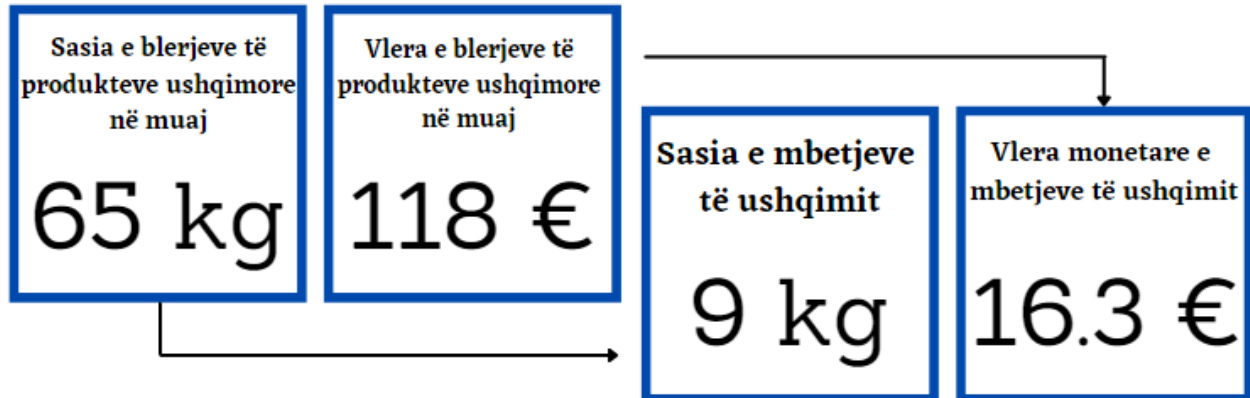 Sasia e blerjeve të
produkteve ushqimore
në muaj
65 kg
Vlera e blerjeve të
produkteve ushqimore
në muaj
118 €
Sasia e mbetjeve
të ushqimit
9 kg
Vlera monetare e
mbetjeve të ushqimit
16.3 €